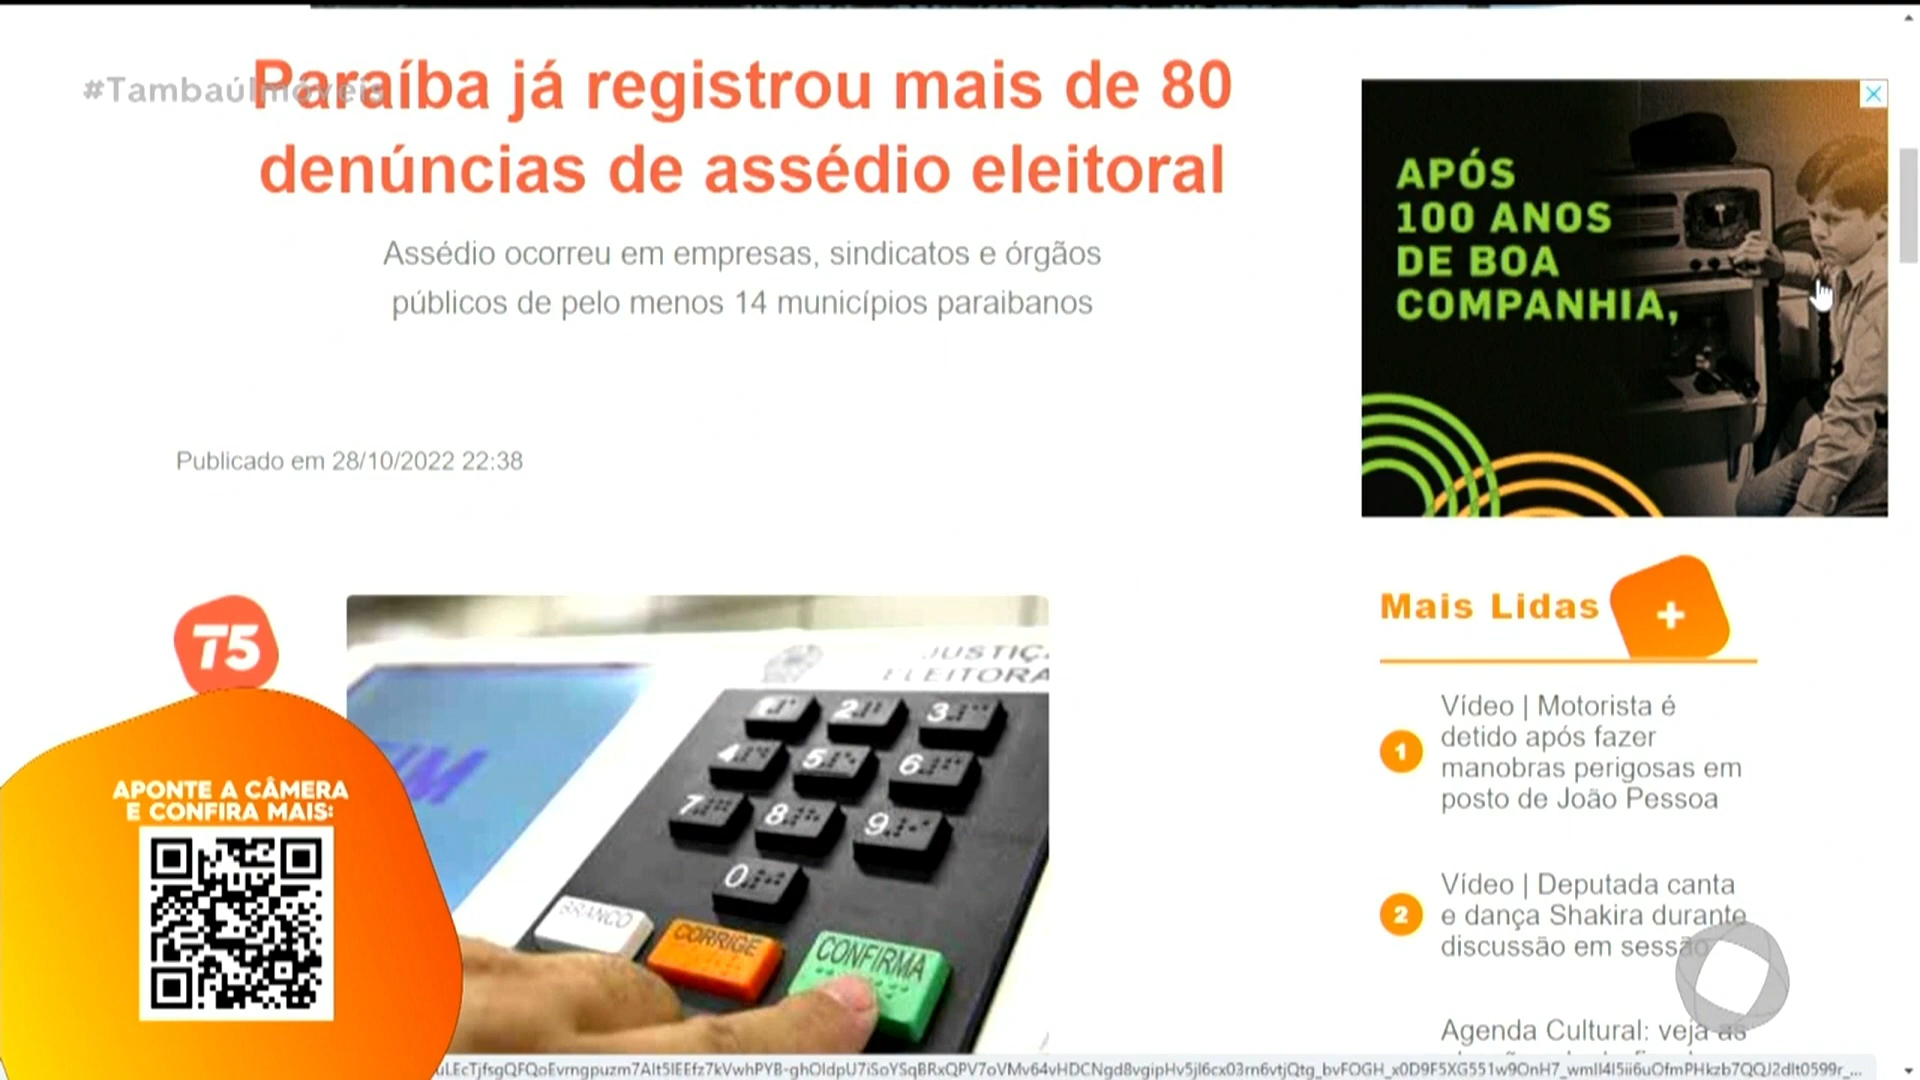 #TambaúImóveis
Paraíba já registrou mais de 80
denúncias de assédio eleitoral
Assédio ocorreu em empresas, sindicatos e órgãos
públicos de pelo menos 14 municípios paraibanos
Publicado em 28/10/2022 22:38
APÓS
100 ANOS
DE BOA
COMPANHIA,
T5
JUSTIÇA
ELEITORA
FIM
1 2 3
4 5 6
7 8 9
0
BRANCO
CORRIGE
CONFIRMA
APONTE A CÂMERA
E CONFIRA MAIS:
Mais Lidas
+
1
Vídeo | Motorista é
detido após fazer
manobras perigosas em
posto de João Pessoa
2
Vídeo | Deputada canta
e dança Shakira durante
discussão em sessão
Agenda Cultural: veja as